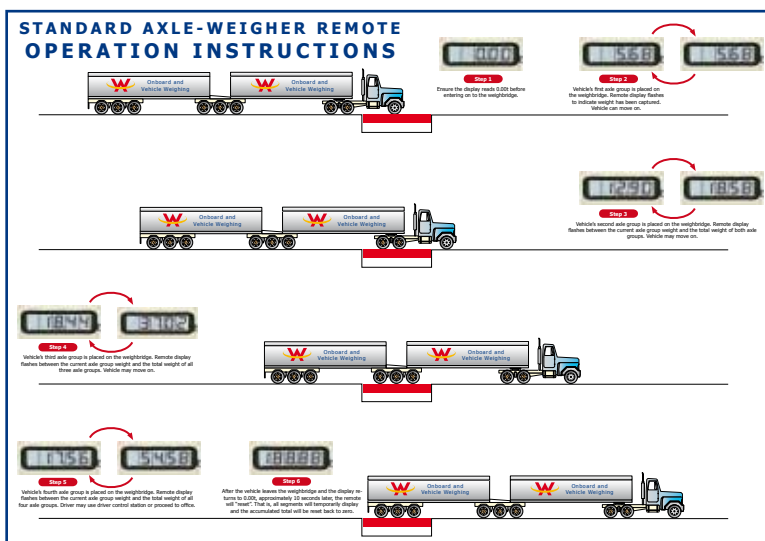 STANDARD AXLE-WEIGHER REMOTE
OPERATION INSTRUCTIONS
0.00
Step 1
Ensure the display reads 0.00t before
entering on to the weighbridge.
5.68
5.68
Step 2
Vehicle's first axle group is placed on
the weighbridge. Remote display flashes
to indicate weight has been captured.
Vehicle can move on.
W Onboard and
Vehicle Weighing
W Onboard and
Vehicle Weighing
12.90
18.58
Step 3
Vehicle's second axle group is placed on the weighbridge. Remote display
flashes between the current axle group weight and the total weight of both axle
groups. Vehicle may move on.
W Onboard and
Vehicle Weighing
W Onboard and
Vehicle Weighing
18.44
37.02
Step 4
Vehicle's third axle group is placed on the weighbridge. Remote display
flashes between the current axle group weight and the total weight of all
three axle groups. Vehicle may move on.
W Onboard and
Vehicle Weighing
W Onboard and
Vehicle Weighing
17.56
54.58
Step 5
Vehicle's fourth axle group is placed on the weighbridge. Remote display
flashes between the current axle group weight and the total weight of all
four axle groups. Driver may use driver control station or proceed to office.
188.88
Step 6
After the vehicle leaves the weighbridge and the display re-
turns to 0.00t, approximately 10 seconds later, the remote
will "reset". That is, all segments will temporarily display
and the accumulated total will be reset back to zero.
W Onboard and
Vehicle Weighing
W Onboard and
Vehicle Weighing